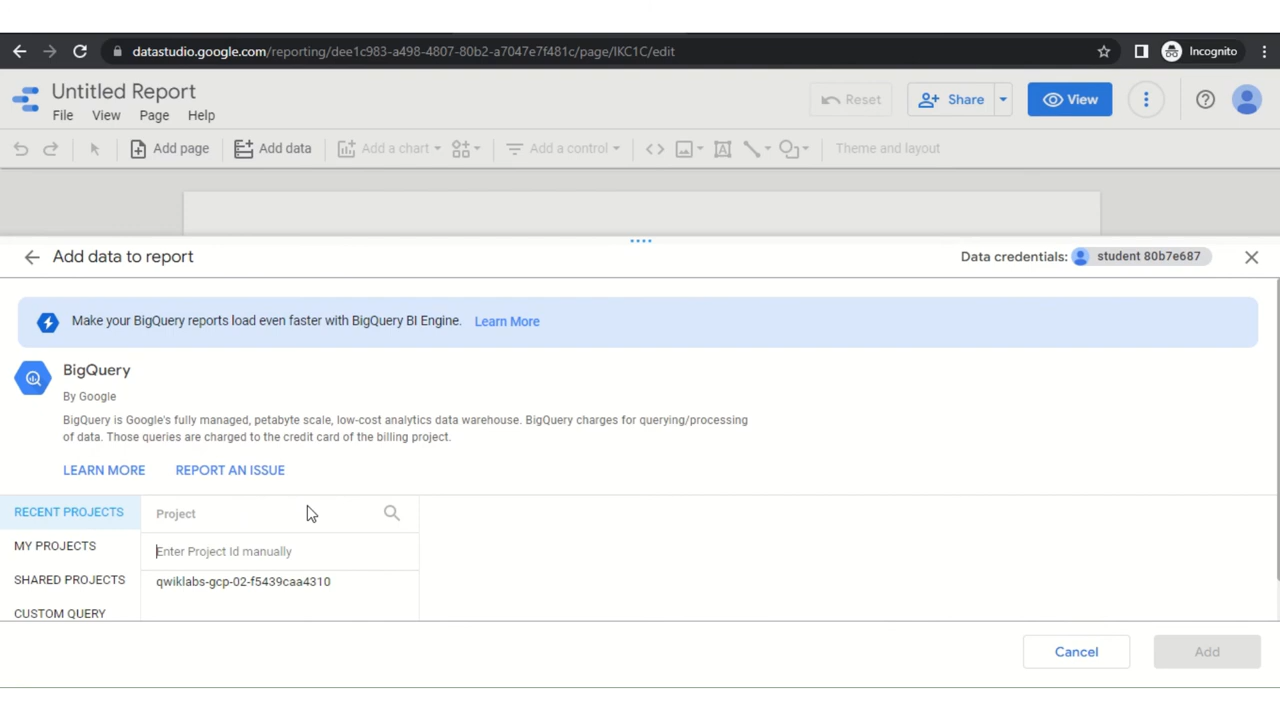 datastudio.google.com/reporting/dee1c983-a498-4807-80b2-a7047e7f481c/page/IKC1C/edit
Incognito
Untitled Report
File View Page Help
Reset
Share
View
Add page
Add data
Add a chart
Add a control
Theme and layout
Add data to report
Data credentials: student 80b7e687
Make your BigQuery reports load even faster with BigQuery BI Engine. Learn More
BigQuery
By Google
BigQuery is Google's fully managed, petabyte scale, low-cost analytics data warehouse. BigQuery charges for querying/processing
of data. Those queries are charged to the credit card of the billing project.
LEARN MORE REPORT AN ISSUE
RECENT PROJECTS
MY PROJECTS
SHARED PROJECTS
CUSTOM QUERY
Project
Enter Project Id manually
qwiklabs-gcp-02-f5439caa4310
Cancel
Add